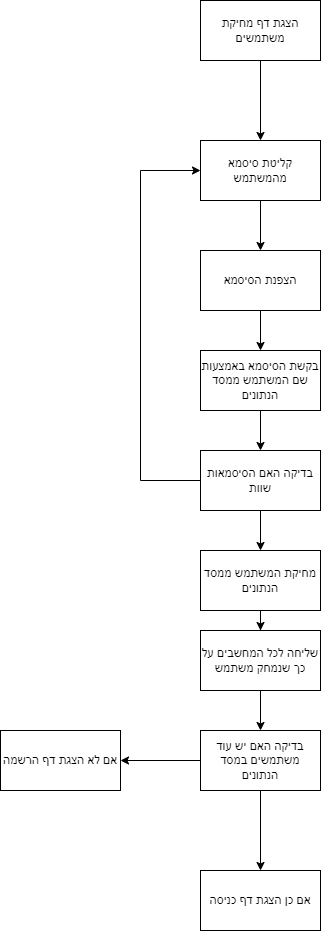 הצגת דף מחיקת
משתמשים
קליטת סיסמא
מהמשתמש
הצפנת הסיסמא
בקשת הסיסמא באמצעות
שם המשתמש ממסד
הנתונים
בדיקה האם הסיסמאות
שוות
מחיקת המשתמש ממסד
הנתונים
שליחה לכל המחשבים על
כך שנמחק משתמש
בדיקה האם יש עוד
משתמשים במסד
הנתונים
אם לא הצגת דף הרשמה
אם כן הצגת דף כניסה